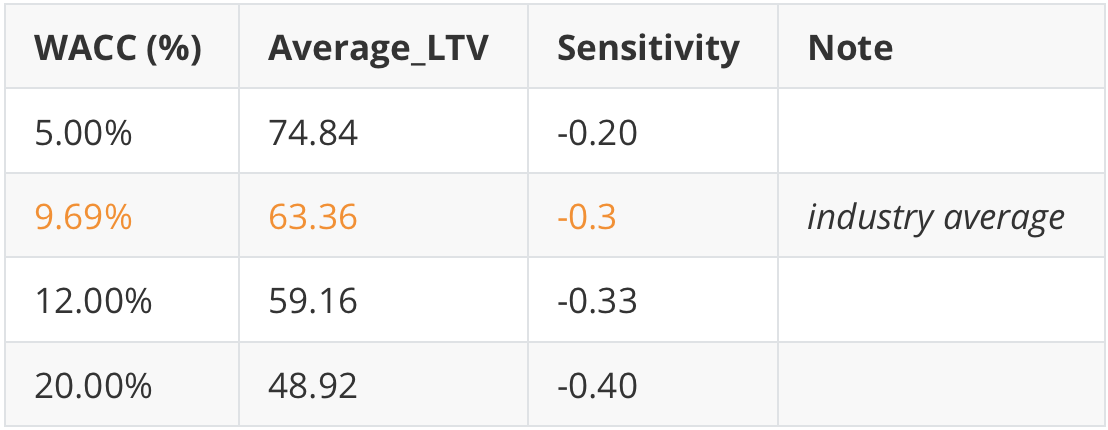 WACC (%) Average_LTV Sensitivity Note
5.00% 74.84 -0.20
9.69% 63.36 -0.3 industry average
12.00% 59.16 -0.33
20.00% 48.92 -0.40